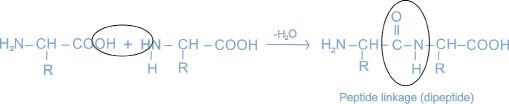 -H₂O
O
H₂N–CH – COOH + HN – CH – COOH H₂N – CH – C – N – CH – COOH
R H R R H R
Peptide linkage (dipeptide)